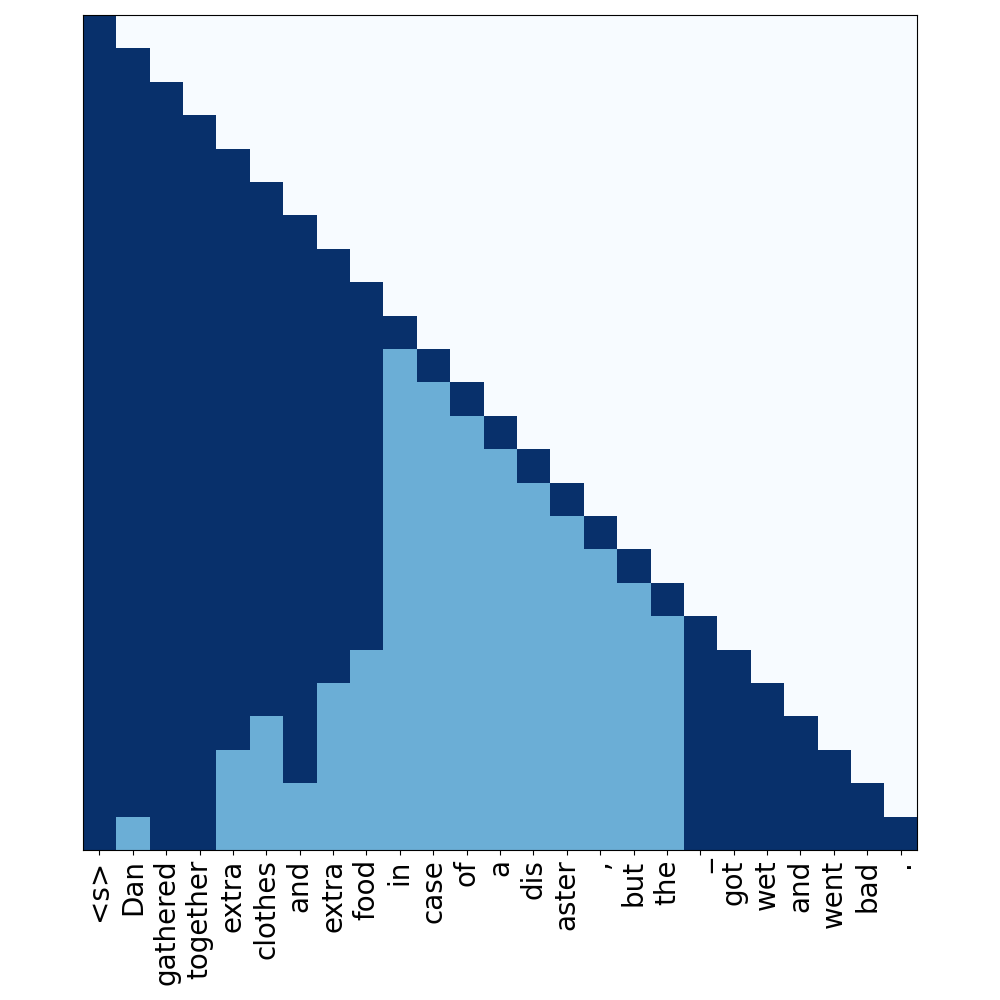 <s> Dan gathered together extra clothes and extra food in case of a dis aster , but the _ got wet and went bad .